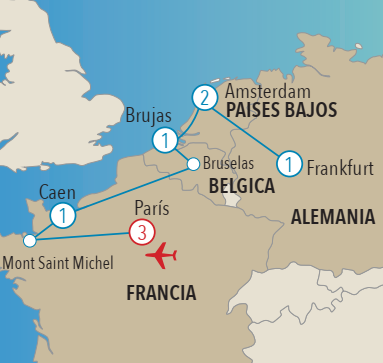 Amsterdam
2
PAISES BAJOS
Brujas
1
Bruselas
1
Frankfurt
BELGICA
Caen
1
París
3
ALEMANIA
Mont Saint Michel
FRANCIA